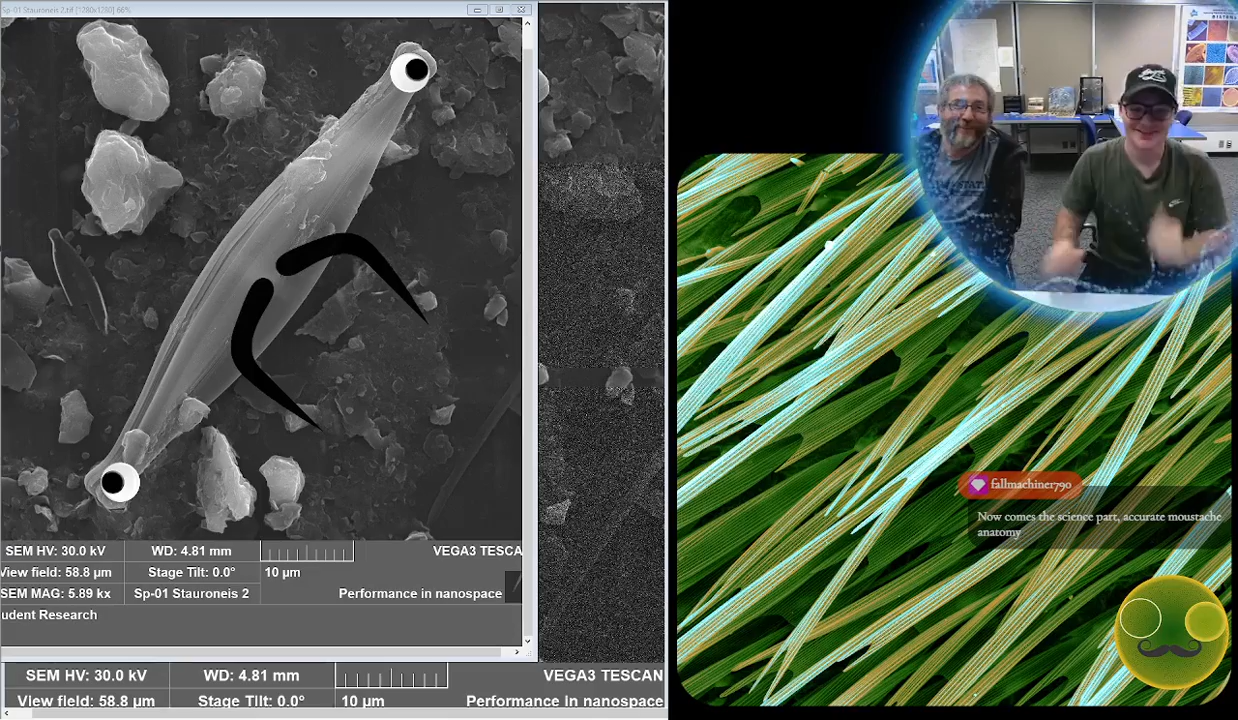 Sp-01 Stauroneis 2.tif [1280x1280] 66%
SEM HV: 30.0 kV
WD: 4.81 mm
VEGA3 TESCA
View field: 58.8 µm
Stage Tilt: 0.0°
10 µm
SEM MAG: 5.89 kx
Sp-01 Stauroneis 2
Performance in nanospace
udent Research
SEM HV: 30.0 kV
WD: 4.81 mm
VEGA3 TESCAN
View field: 58.8 µm
Stage Tilt: 0.0°
10 µm
Performance in nanospace
fallmachiner790
Now comes the science part, accurate moustache
anatomy